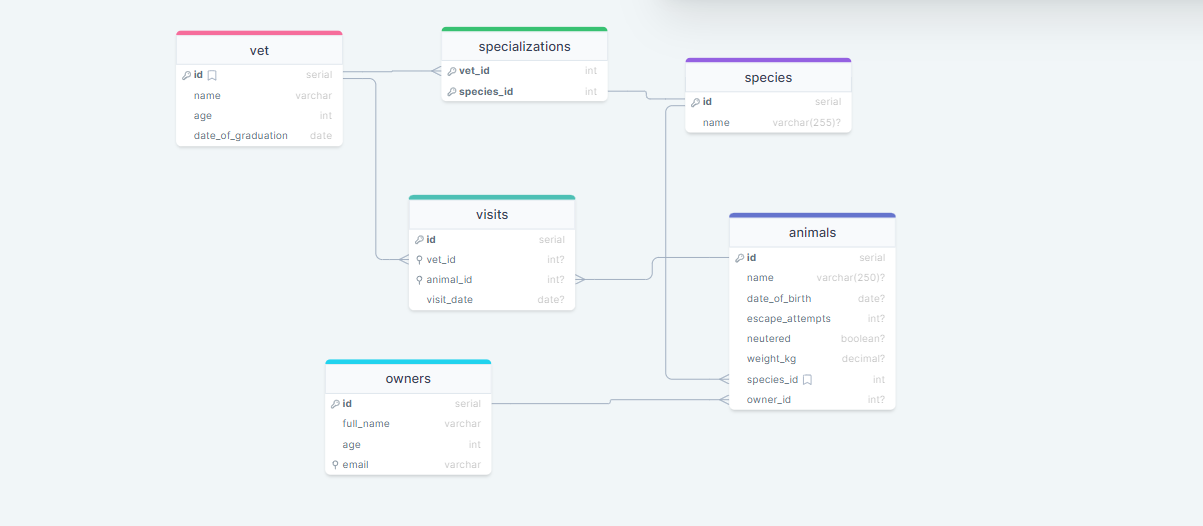 vet
id serial
name varchar
age int
date_of_graduation date
specializations
vet_id int
species_id int
species
id serial
name varchar(255)?
visits
id serial
vet_id int?
animal_id int?
visit_date date?
animals
id serial
name varchar(250)?
date_of_birth date?
escape_attempts int?
neutered boolean?
weight_kg decimal?
species_id int
owner_id int?
owners
id serial
full_name varchar
age int
email varchar